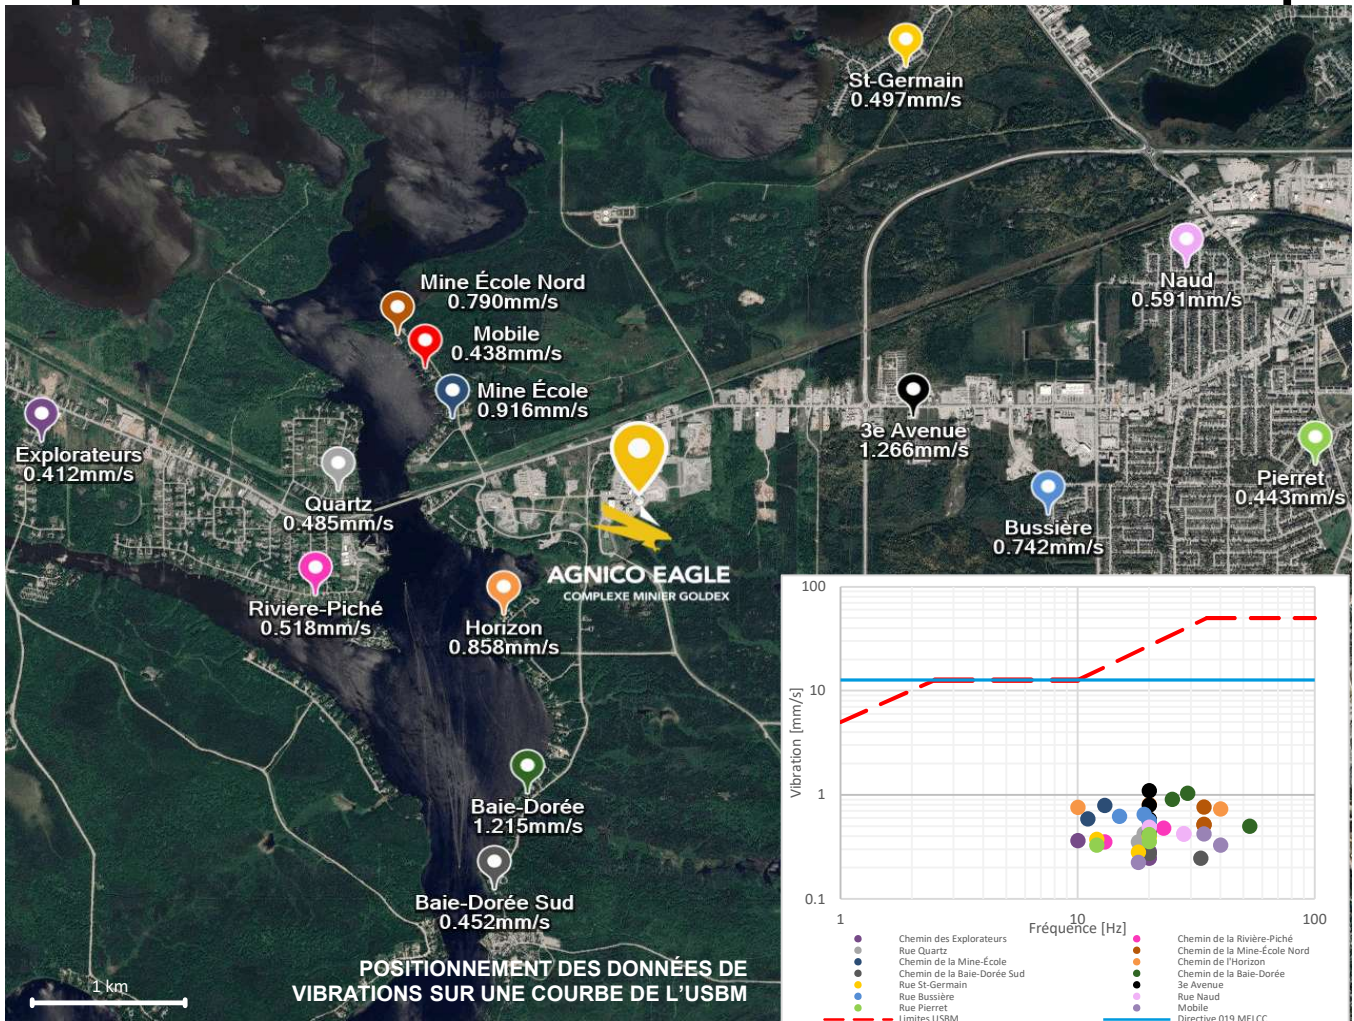 St-Germain
0.497mm/s
Naud
0.591mm/s
Mine École Nord
0.790mm/s
Mobile
0.438mm/s
Mine École
0.916mm/s
3e Avenue
1.266mm/s
Explorateurs
0.412mm/s
Quartz
0.485mm/s
Pierret
0.443mm/s
Bussière
0.742mm/s
AGNICO EAGLE
COMPLEXE MINIER GOLDEX
Riviere-Piché
0.518mm/s
Horizon
0.858mm/s
Baie-Dorée
1.215mm/s
Baie-Dorée Sud
0.452mm/s
POSITIONNEMENT DES DONNÉES DE
VIBRATIONS SUR UNE COURBE DE L'USBM
1 km
Vibration [mm/s]
100
10
1
0.1
1
10
100
Fréquence [Hz]
Chemin des Explorateurs
Chemin de la Rivière-Piché
Rue Quartz
Chemin de la Mine-École Nord
Chemin de la Mine-École
Chemin de l'Horizon
Chemin de la Baie-Dorée Sud
Chemin de la Baie-Dorée
Rue St-Germain
3e Avenue
Rue Bussière
Rue Naud
Rue Pierret
Mobile
Limites USBM
Directive 019 MELCC